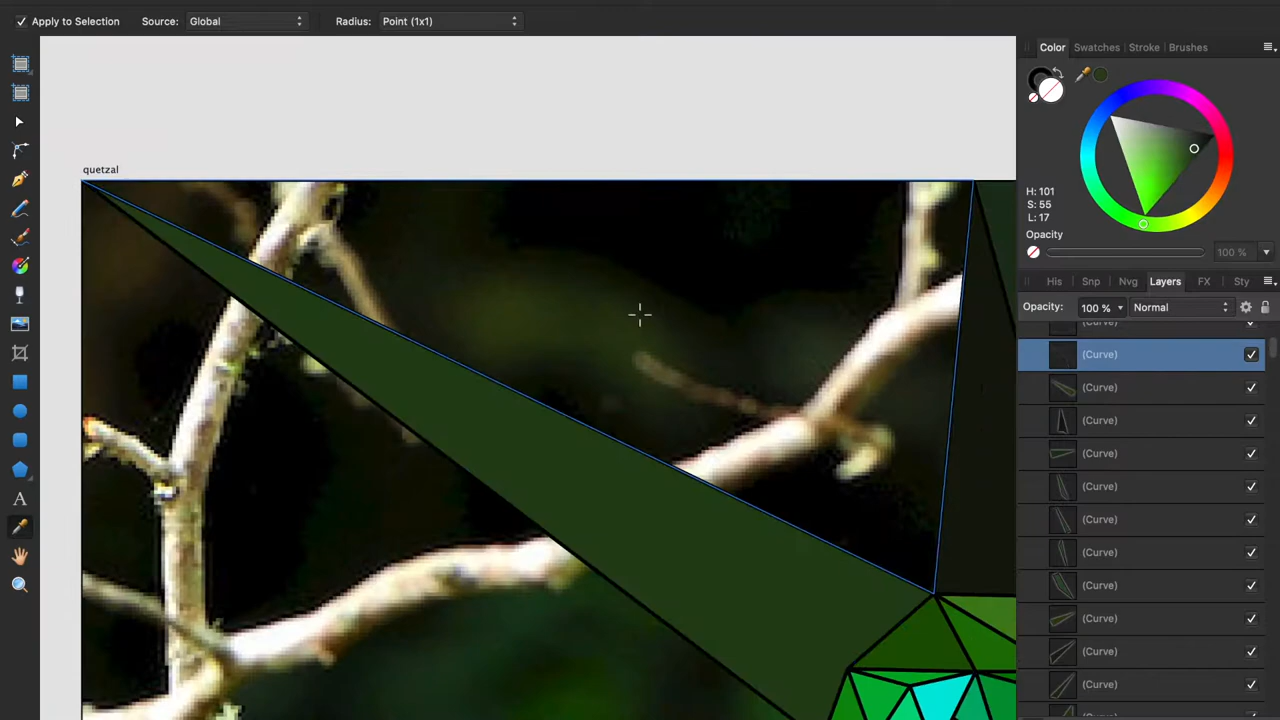 Apply to Selection Source: Global Radius: Point (1x1)
Color Swatches Stroke Brushes
quetzal
H: 101
S: 55
L: 17
Opacity
100 %
His Snp Nvg Layers FX Sty
Opacity: 100 % Normal
(Curve)
(Curve)
(Curve)
(Curve)
(Curve)
(Curve)
(Curve)
(Curve)
(Curve)
(Curve)
(Curve)
(Curve)
A